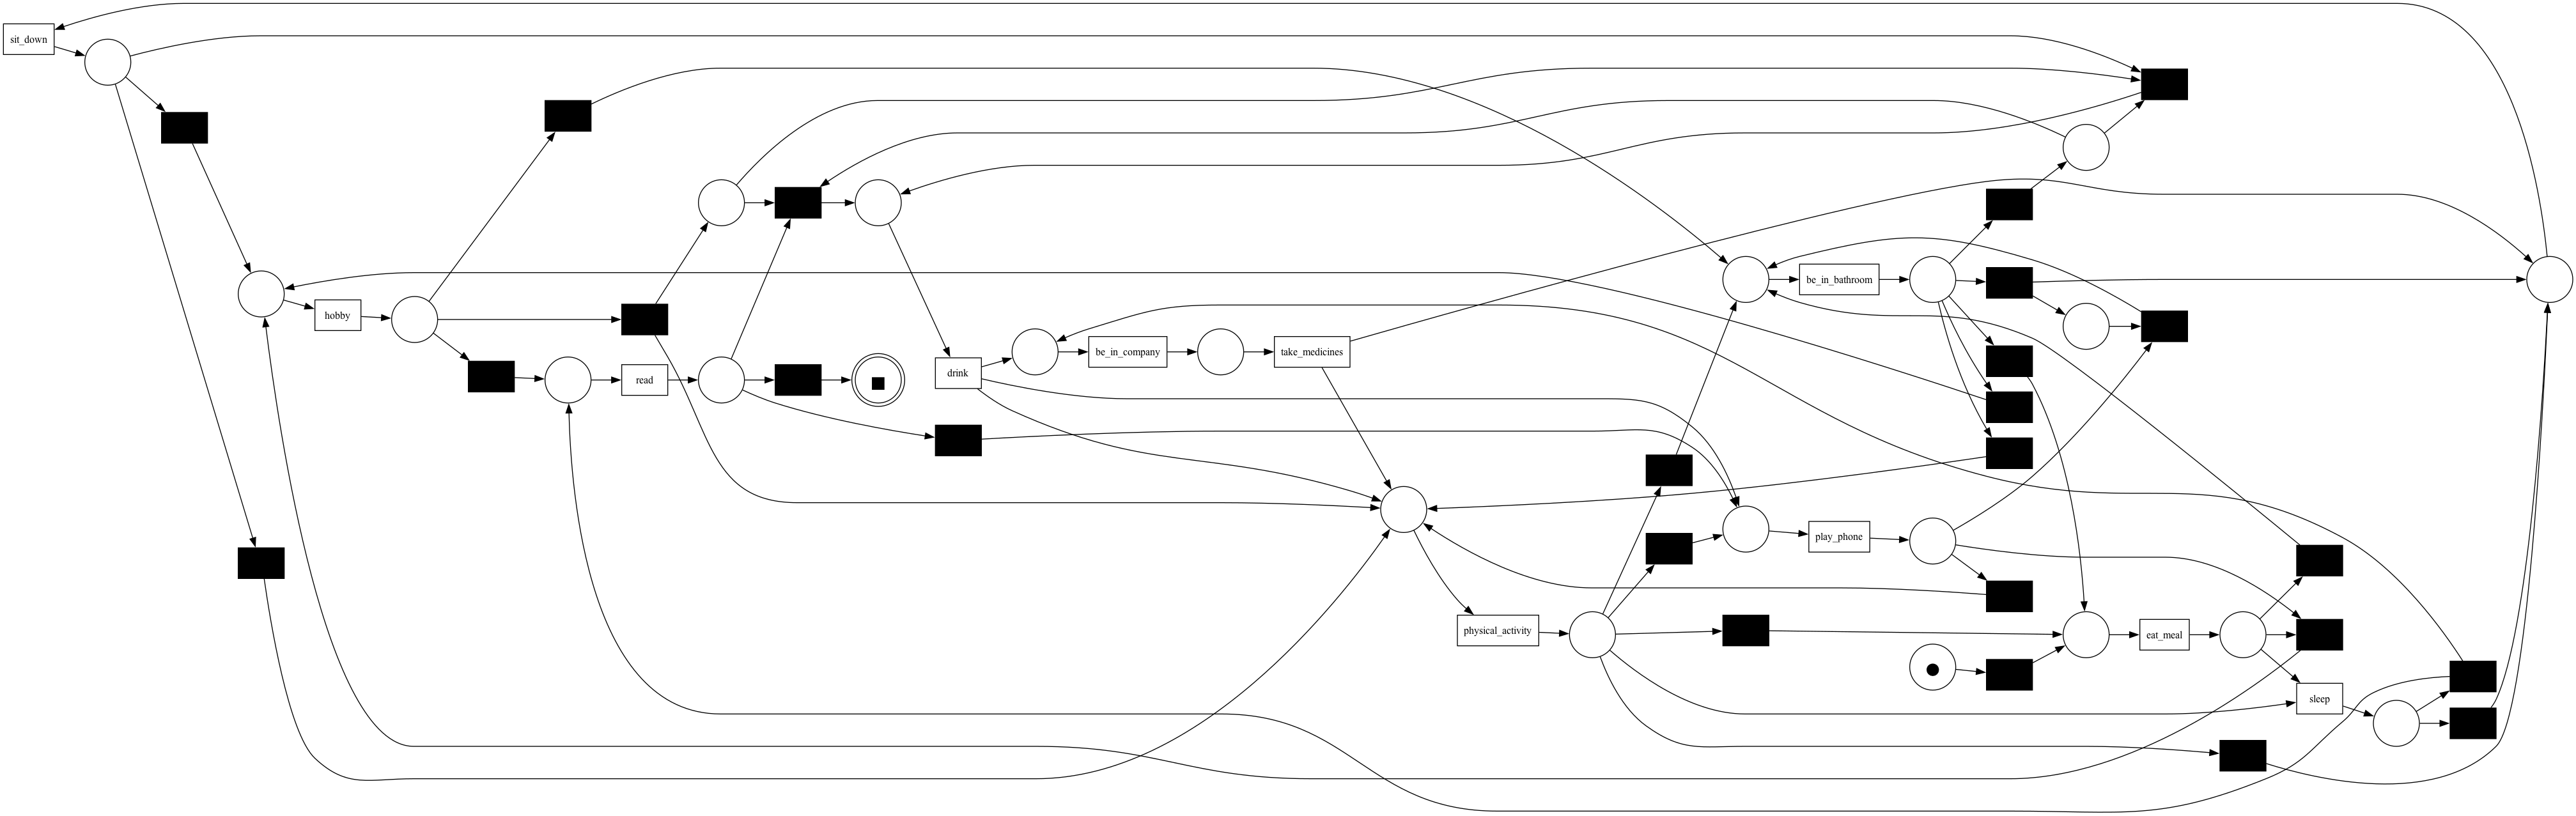 sit_down
hobby
read
drink
be_in_company
take_medicines
be_in_bathroom
play_phone
physical_activity
eat_meal
sleep